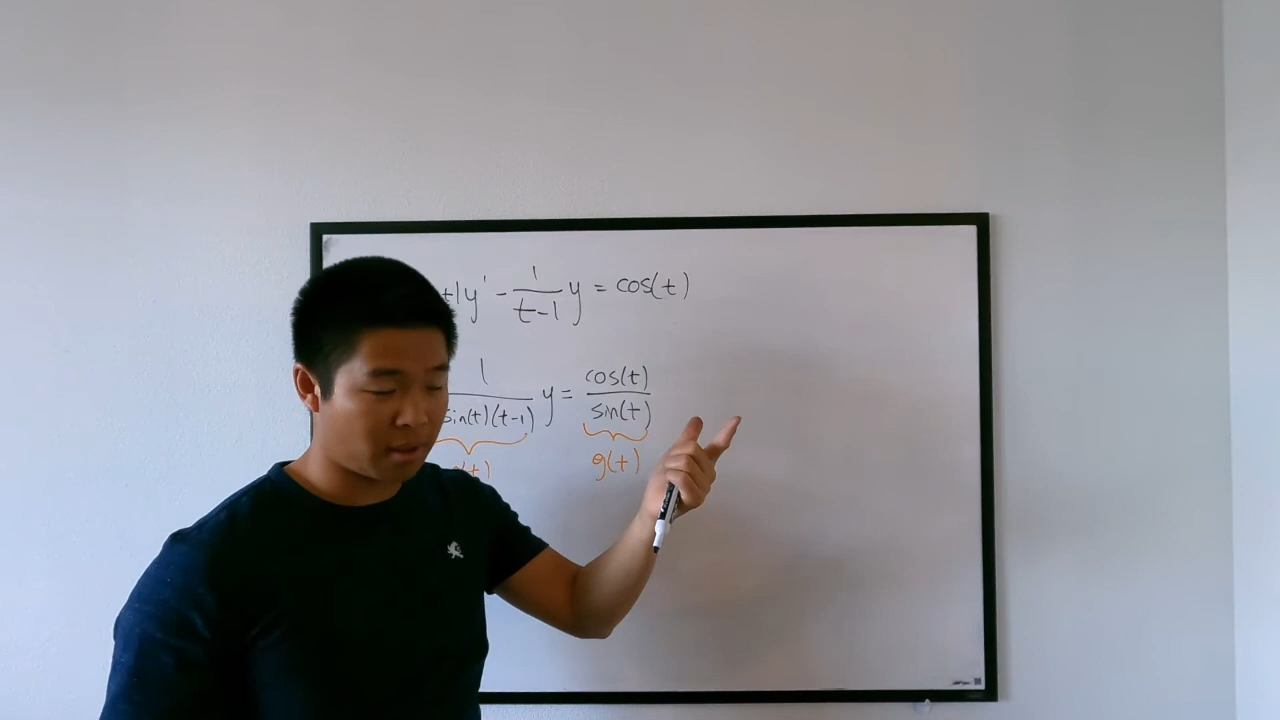 t)y' - 1/(t-1) y = cos(t)
1/(sin(t)(t-1)) y = cos(t)/sin(t)
(t) g(t)